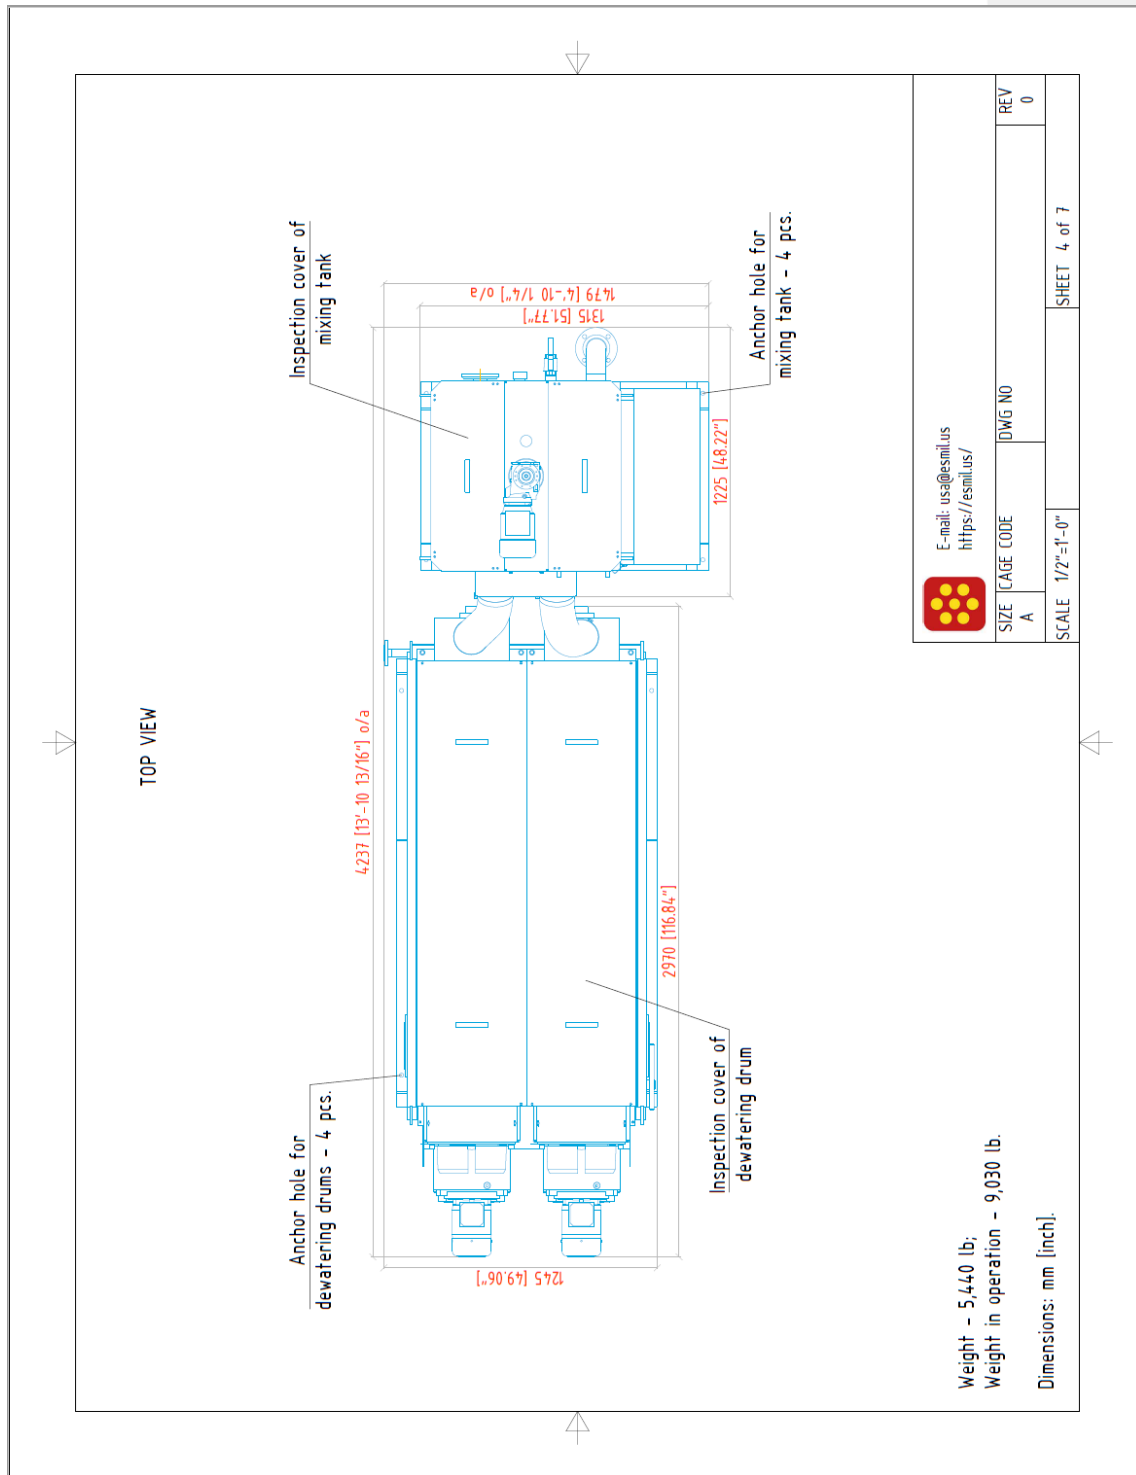 TOP VIEW
Inspection cover of
mixing tank
1479 [4'-10 1/4"] o/a
1315 [51.77"]
Anchor hole for
mixing tank - 4 pcs.
1225 [48.22"]
4237 [13'-10 13/16"] o/a
2970 [116.84"]
1245 [49.06"]
Anchor hole for
dewatering drums - 4 pcs.
Inspection cover of
dewatering drum
Weight - 5,440 lb;
Weight in operation - 9,030 lb.
Dimensions: mm [inch].
E-mail: usa@esmil.us
https://esmil.us/
SIZE
A
CAGE CODE
DWG NO
REV
0
SCALE 1/2"=1'-0"
SHEET 4 of 7